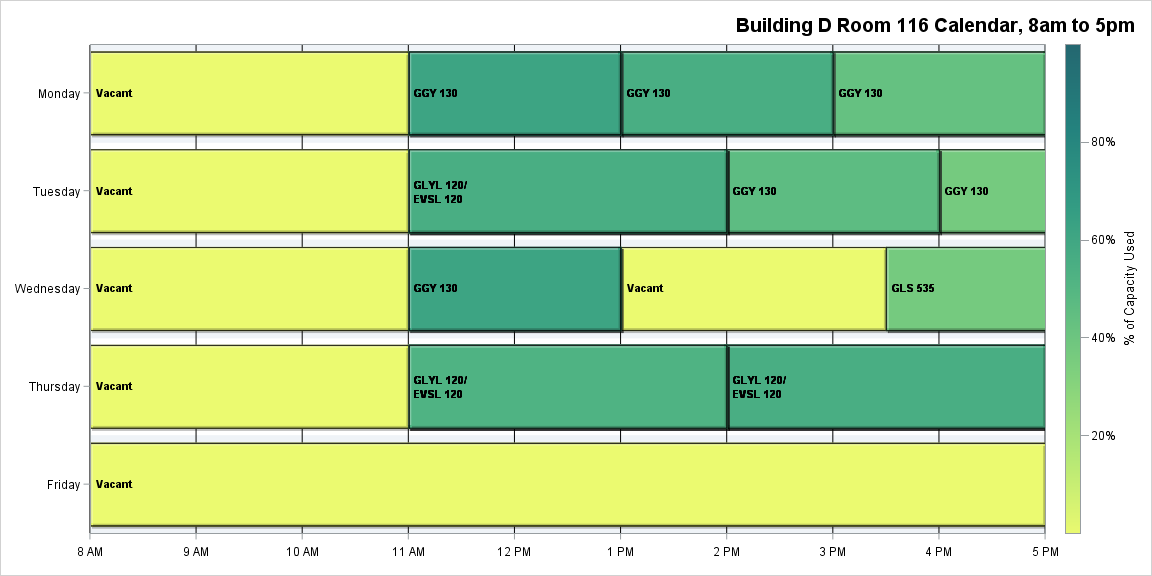 Building D Room 116 Calendar, 8am to 5pm
Monday
Vacant
GGY 130
GGY 130
GGY 130
Tuesday
Vacant
GLYL 120/
EVSL 120
GGY 130
GGY 130
Wednesday
Vacant
GGY 130
Vacant
GLS 535
Thursday
Vacant
GLYL 120/
EVSL 120
GLYL 120/
EVSL 120
Friday
Vacant
8 AM
9 AM
10 AM
11 AM
12 PM
1 PM
2 PM
3 PM
4 PM
5 PM
80%
60%
40%
20%
% of Capacity Used